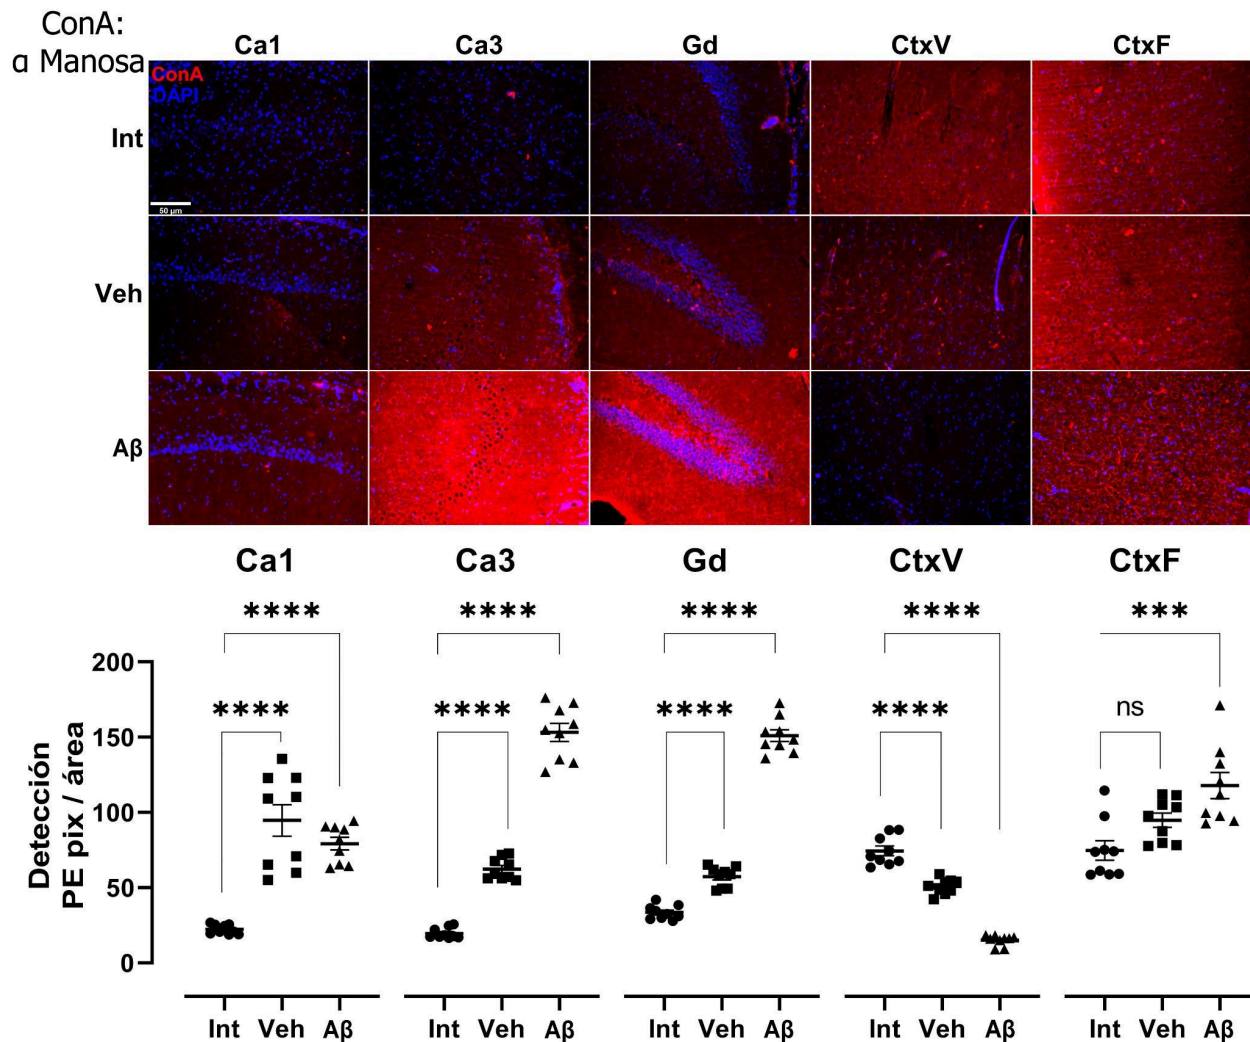 ConA:
α Manosa
Ca1 Ca3 Gd CtxV CtxF
ConA
DAPI
Int
50 µm
Veh
Aβ
Ca1 Ca3 Gd CtxV CtxF
**** **** **** **** ***
**** **** **** **** ns
Detección
PE pix / área
200
150
100
50
0
Int Veh Aβ Int Veh Aβ Int Veh Aβ Int Veh Aβ Int Veh Aβ